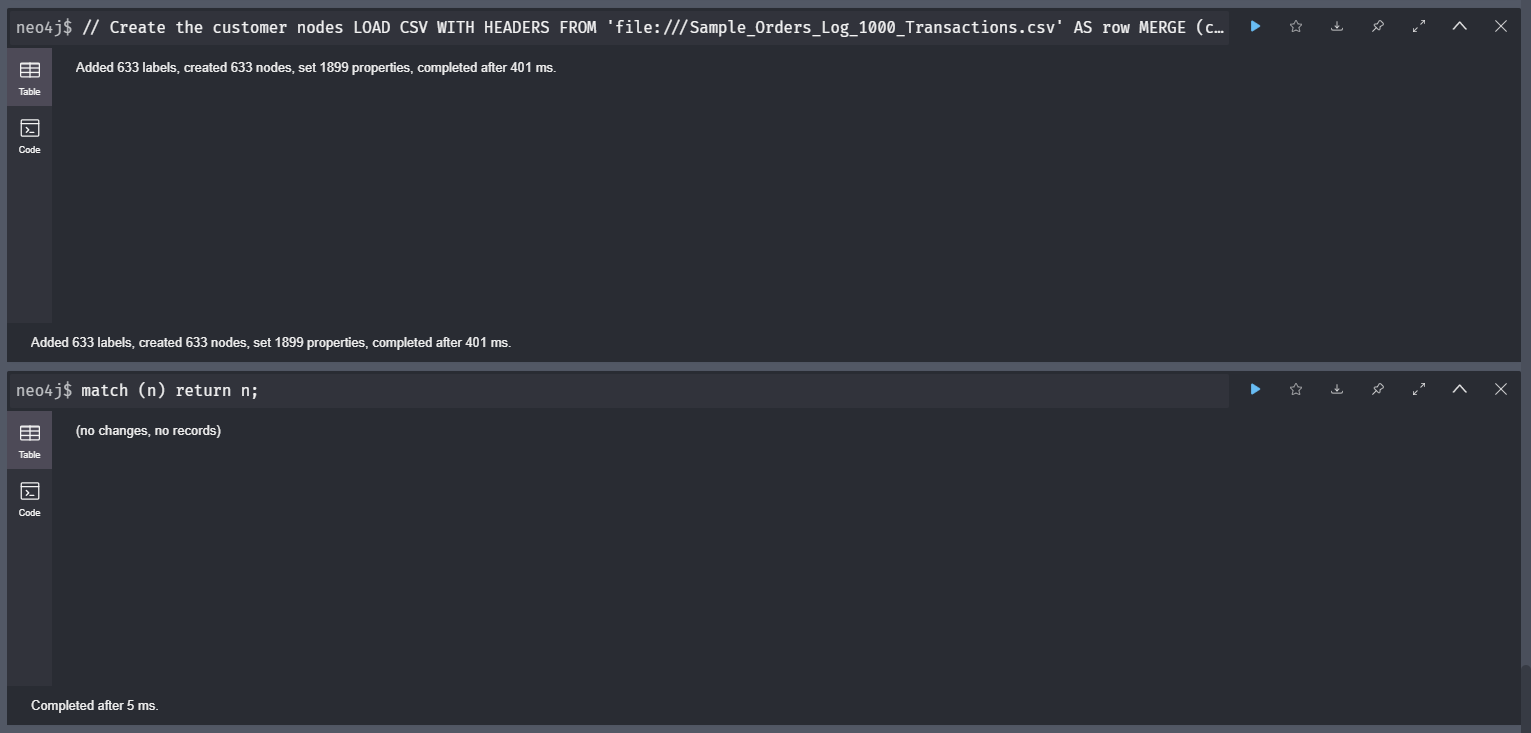 neo4j$ // Create the customer nodes LOAD CSV WITH HEADERS FROM 'file:///Sample_Orders_Log_1000_Transactions.csv' AS row MERGE (c…
Table
Added 633 labels, created 633 nodes, set 1899 properties, completed after 401 ms.
Code
Added 633 labels, created 633 nodes, set 1899 properties, completed after 401 ms.
neo4j$ match (n) return n;
Table
(no changes, no records)
Code
Completed after 5 ms.